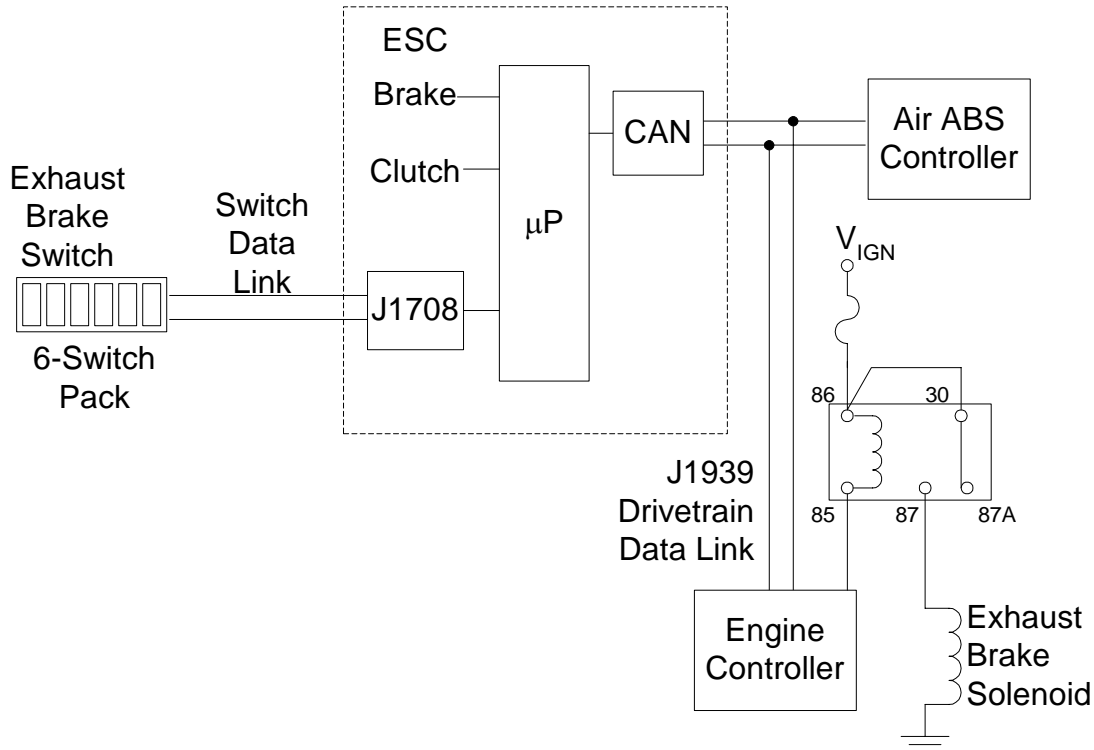 ESC
Brake
Clutch
μP
CAN
J1708
Air ABS
Controller
Exhaust
Brake
Switch
Switch
Data
Link
6-Switch
Pack
VIGN
86
30
85
87
87A
J1939
Drivetrain
Data Link
Engine
Controller
Exhaust
Brake
Solenoid